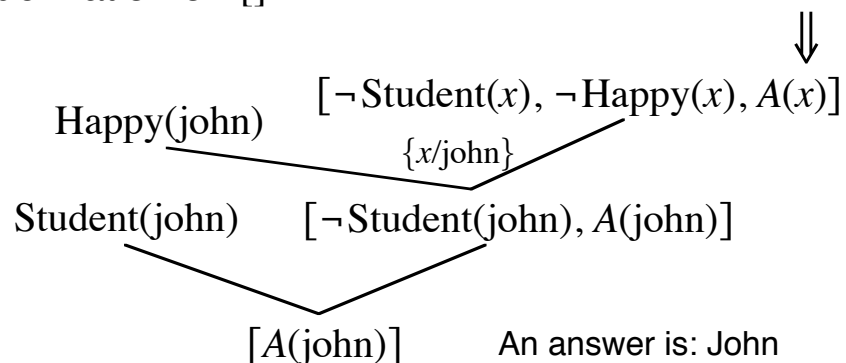 [¬Student(x), ¬Happy(x), A(x)]
Happy(john)
{x/john}
Student(john) [¬Student(john), A(john)]
[A(john)] An answer is: John